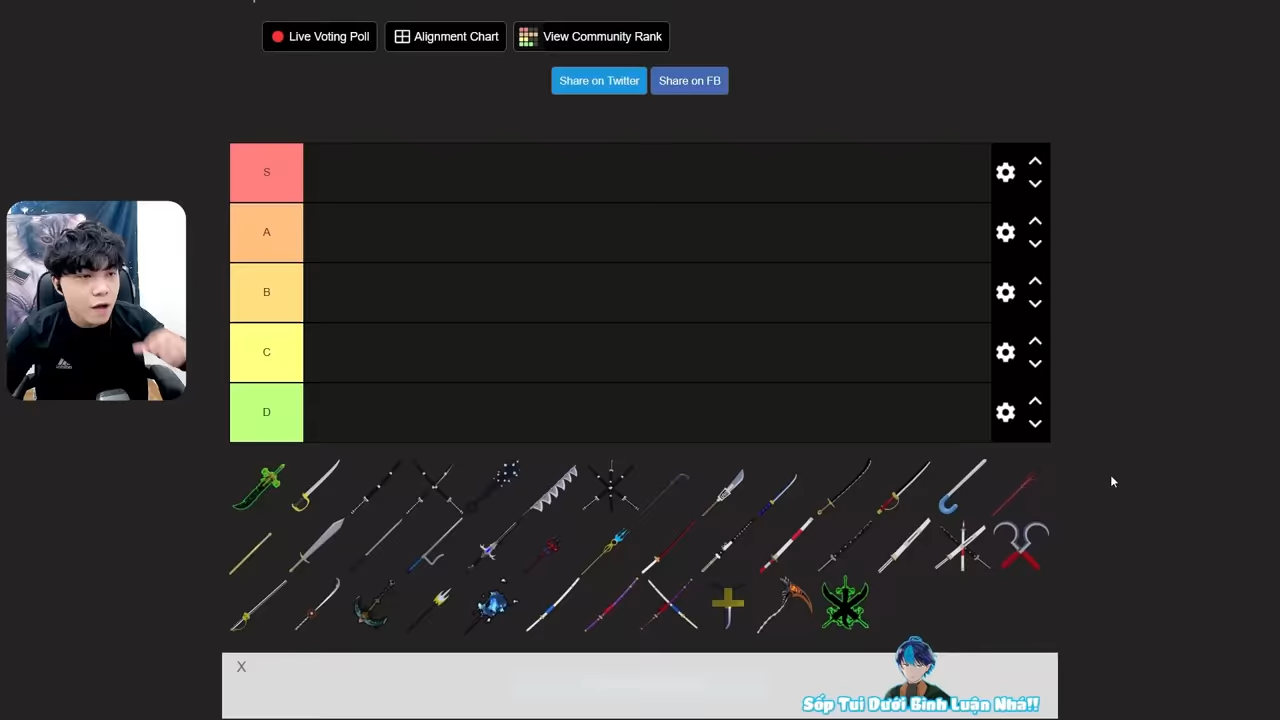 Live Voting Poll
Alignment Chart
View Community Rank
Share on Twitter
Share on FB
S
A
B
C
D
X
Sốp Tui Dưới Bình Luận Nhá!!